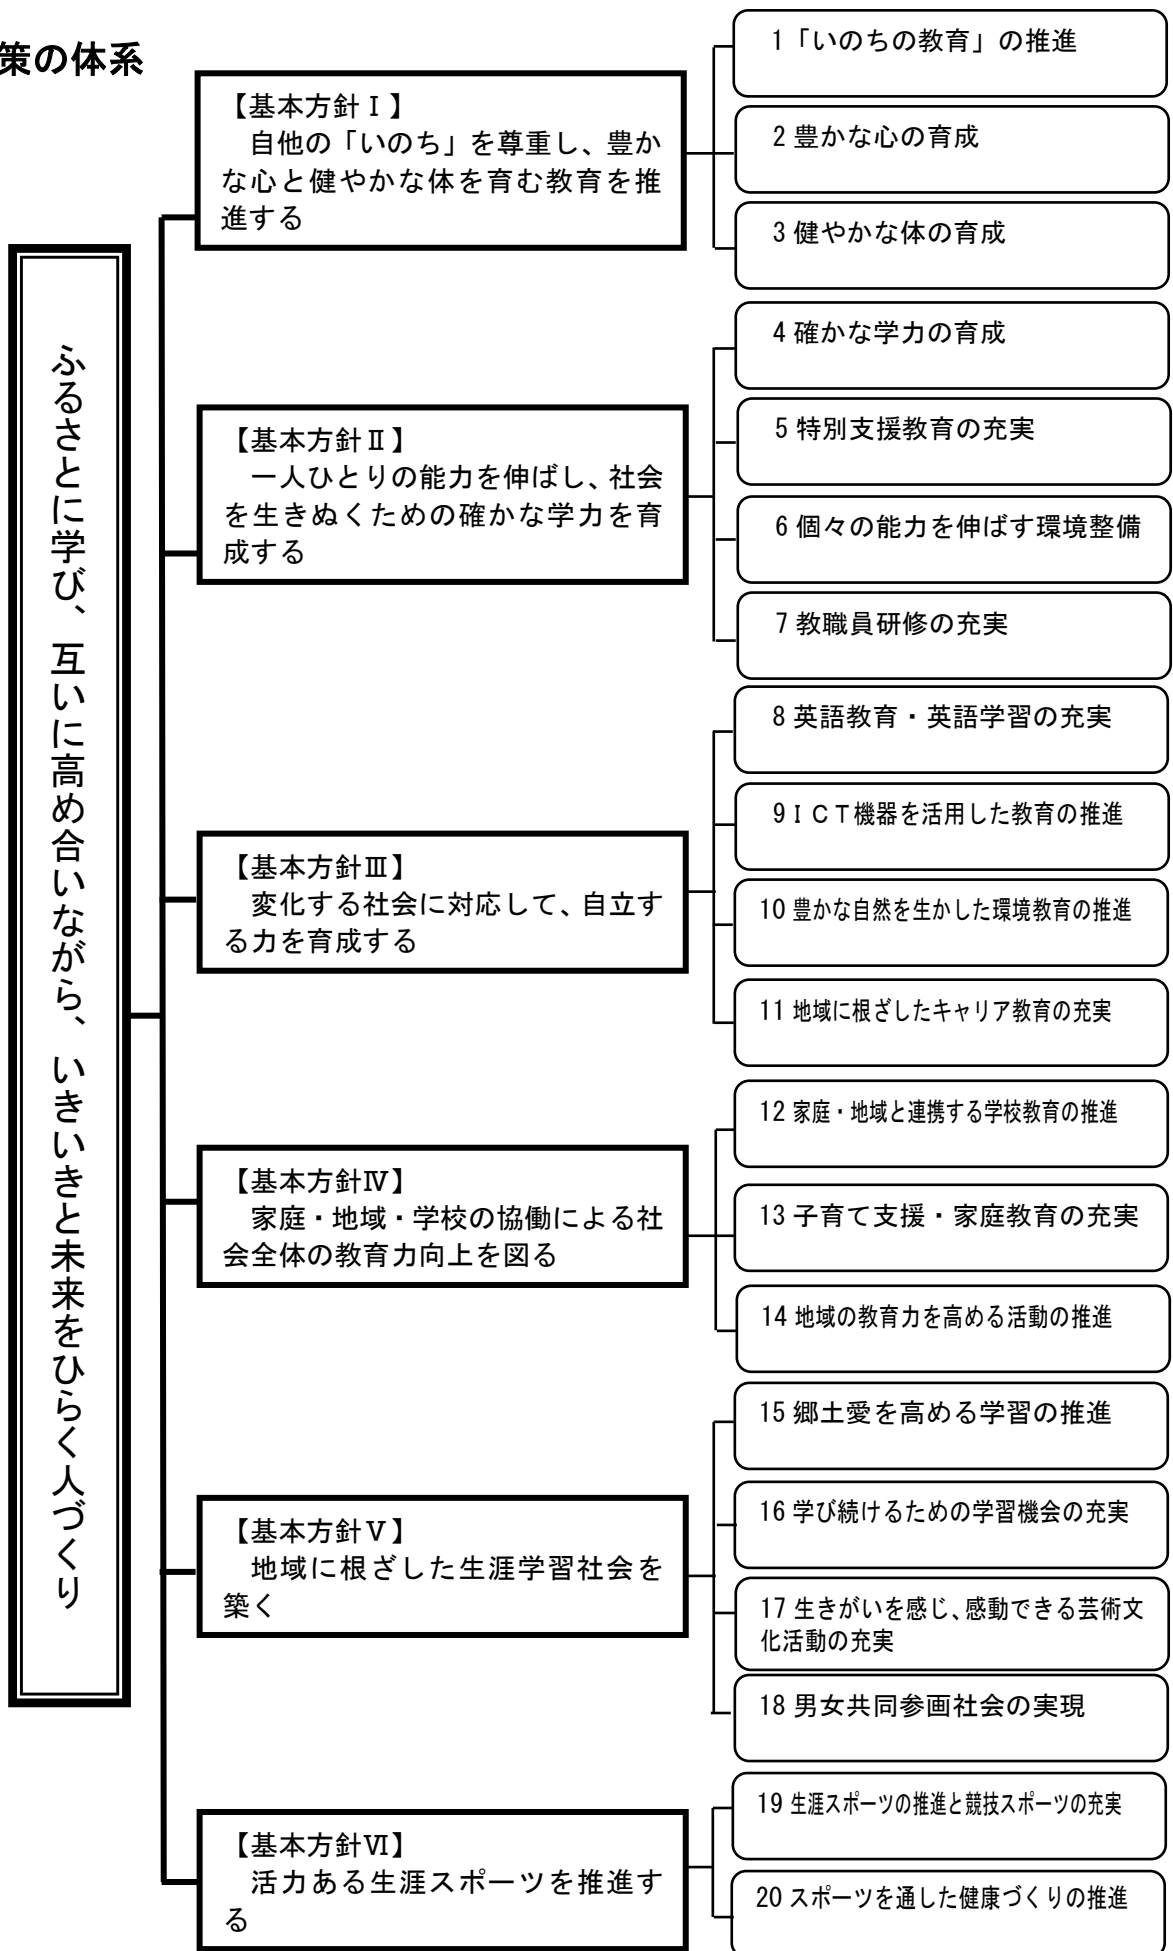 策の体系
ふるさとに学び、互いに高め合いながら、いきいきと未来をひらく人づくり
【基本方針Ⅰ】
自他の「いのち」を尊重し、豊か
な心と健やかな体を育む教育を推
進する
1「いのちの教育」の推進
2 豊かな心の育成
3 健やかな体の育成
【基本方針Ⅱ】
一人ひとりの能力を伸ばし、社会
を生きぬくための確かな学力を育
成する
4 確かな学力の育成
5 特別支援教育の充実
6 個々の能力を伸ばす環境整備
7 教職員研修の充実
【基本方針Ⅲ】
変化する社会に対応して、自立す
る力を育成する
8 英語教育・英語学習の充実
9 ＩＣＴ機器を活用した教育の推進
10 豊かな自然を生かした環境教育の推進
11 地域に根ざしたキャリア教育の充実
【基本方針Ⅳ】
家庭・地域・学校の協働による社
会全体の教育力向上を図る
12 家庭・地域と連携する学校教育の推進
13 子育て支援・家庭教育の充実
14 地域の教育力を高める活動の推進
【基本方針Ⅴ】
地域に根ざした生涯学習社会を
築く
15 郷土愛を高める学習の推進
16 学び続けるための学習機会の充実
17 生きがいを感じ、感動できる芸術文
化活動の充実
18 男女共同参画社会の実現
【基本方針Ⅵ】
活力ある生涯スポーツを推進す
る
19 生涯スポーツの推進と競技スポーツの充実
20 スポーツを通した健康づくりの推進